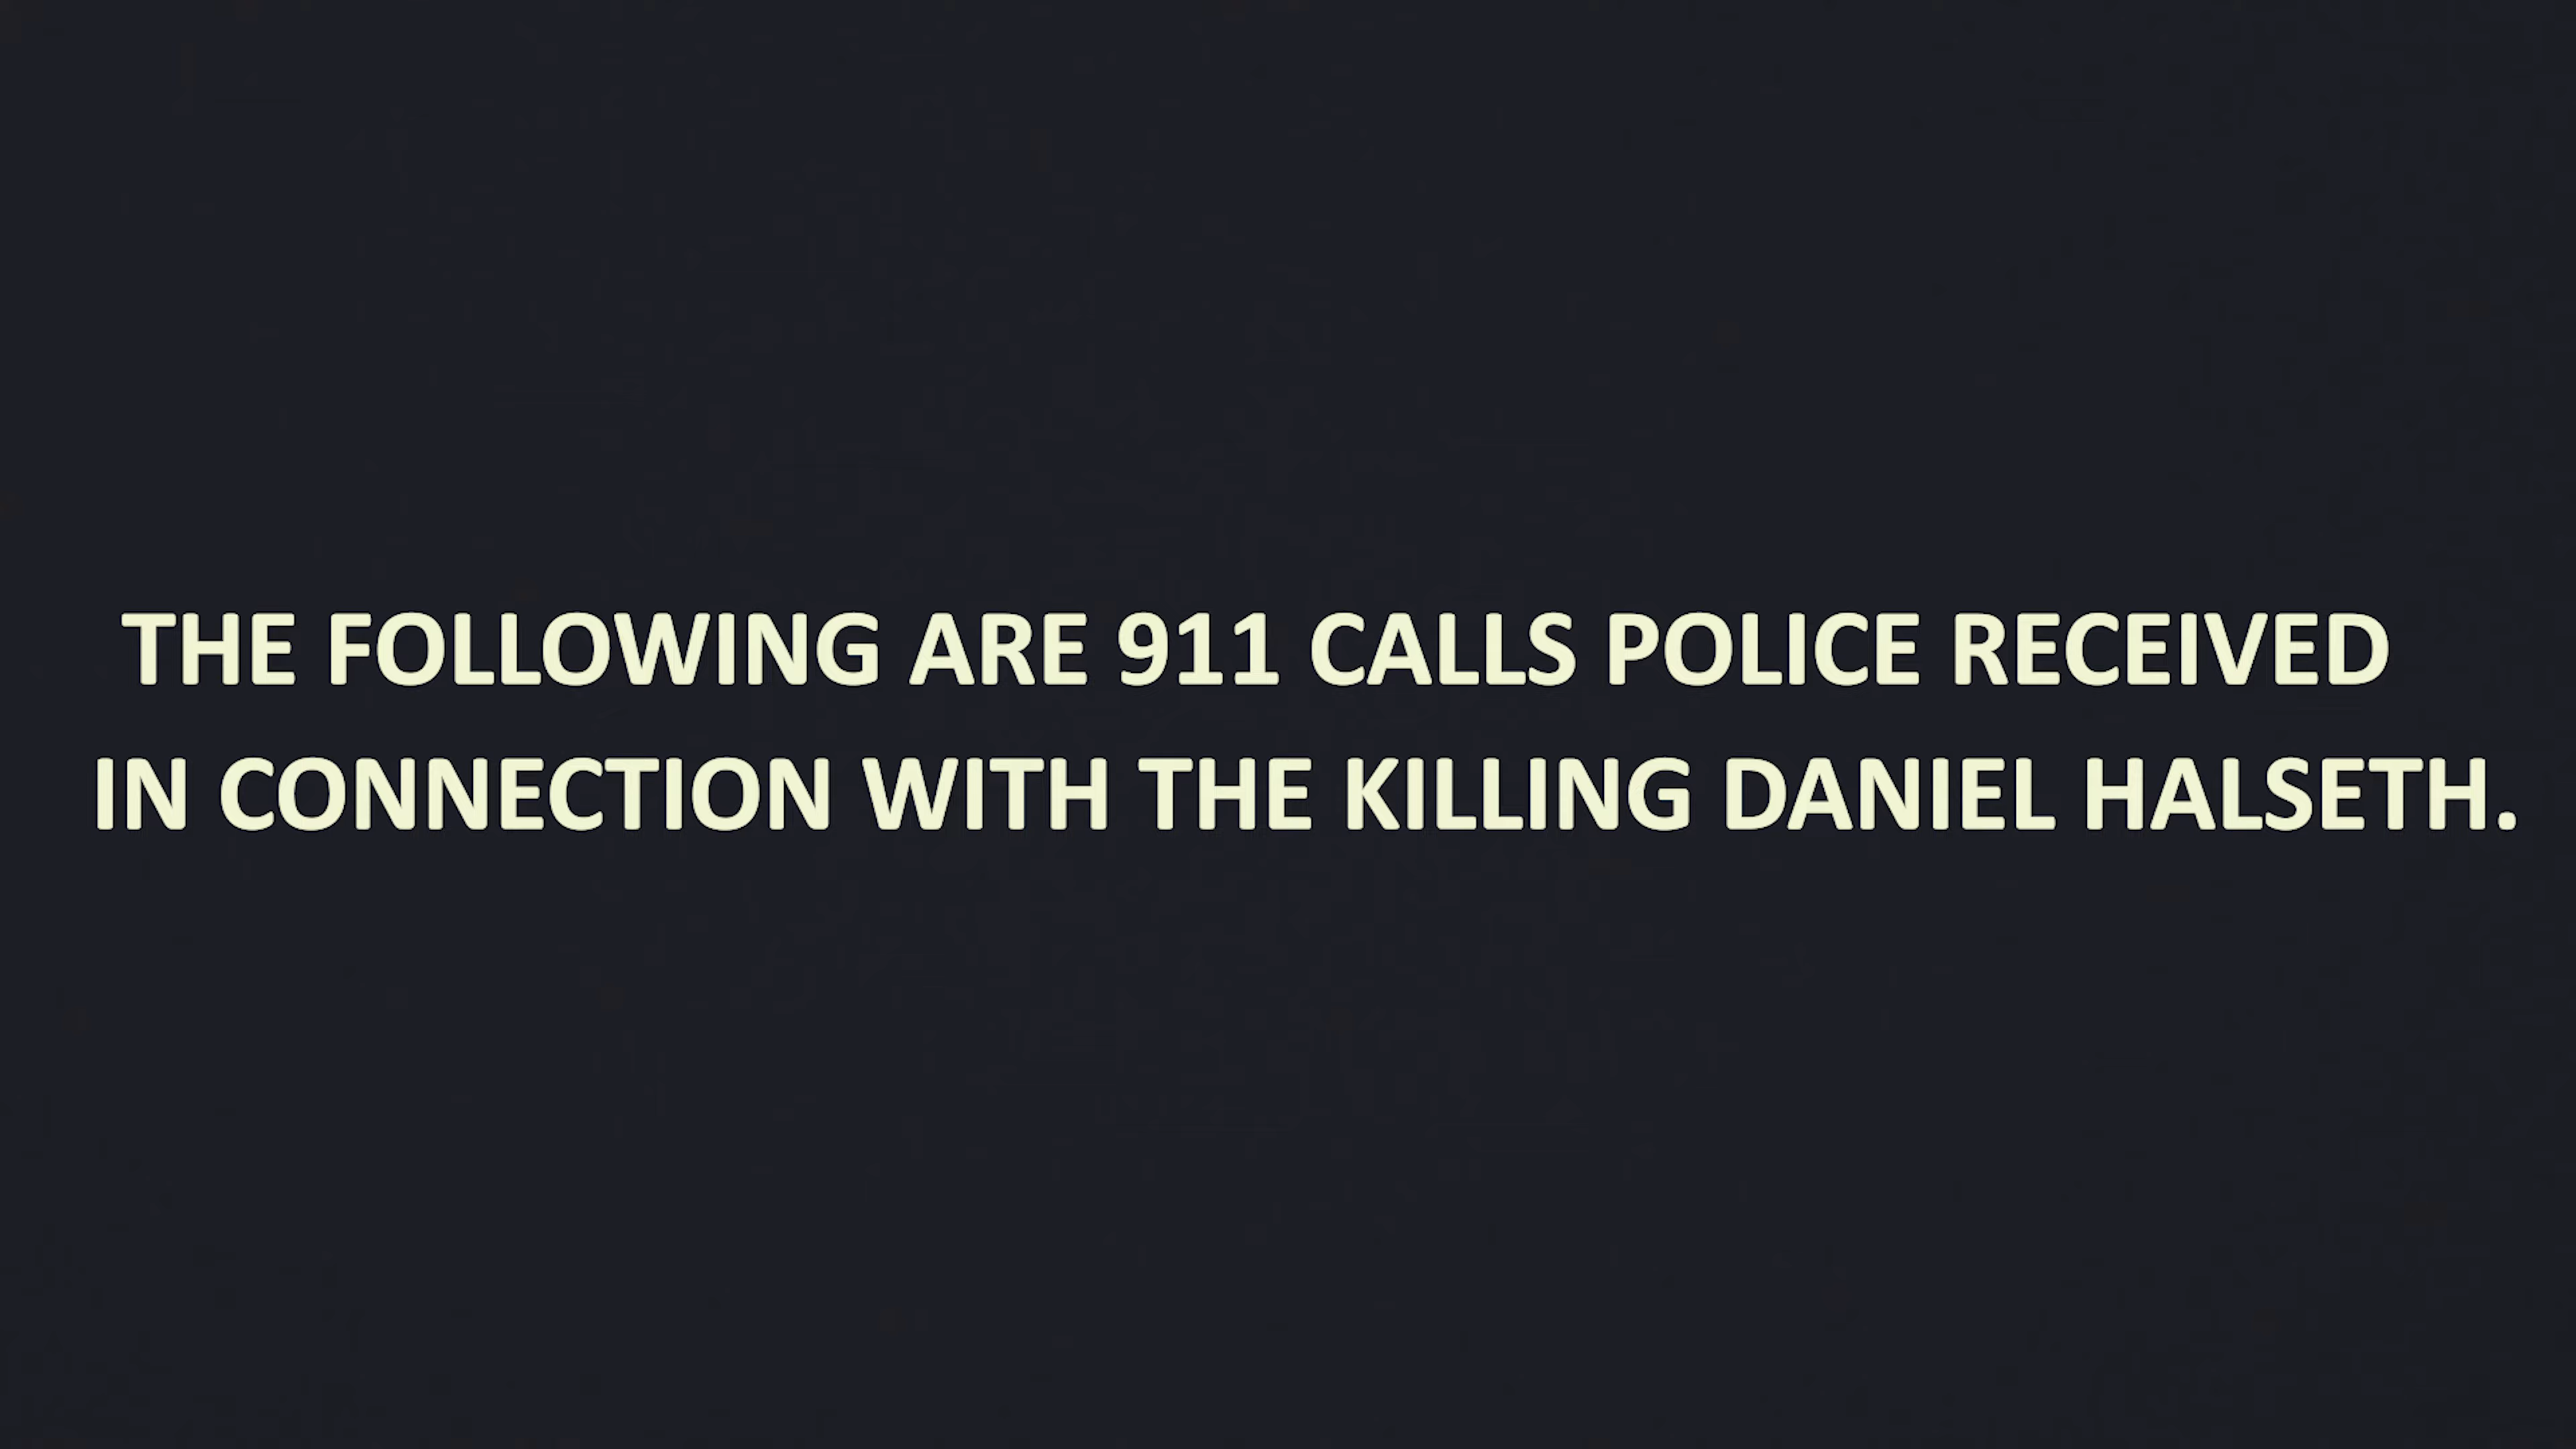 THE FOLLOWING ARE 911 CALLS POLICE RECEIVED
IN CONNECTION WITH THE KILLING DANIEL HALSETH.